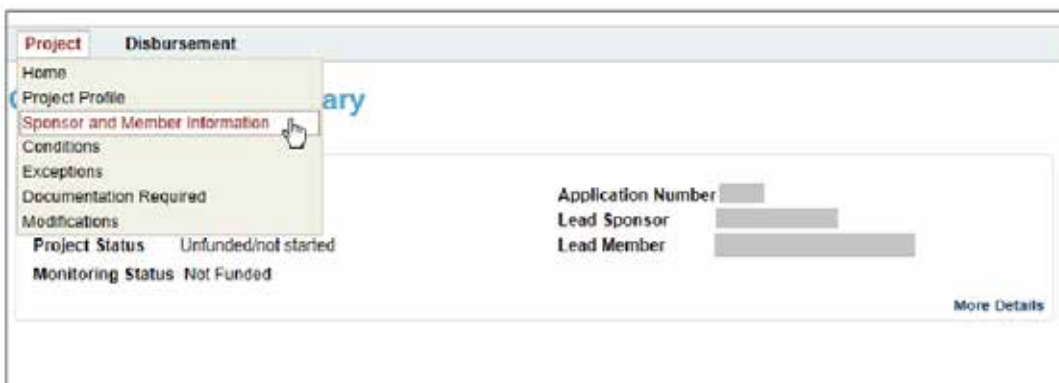 Project Disbursement
Home
Project Profile
ary
Sponsor and Member Information
Conditions
Exceptions
Documentation Required
Application Number
Modifications
Lead Sponsor
Project Status Unfunded/not started
Lead Member
Monitoring Status Not Funded
More Details